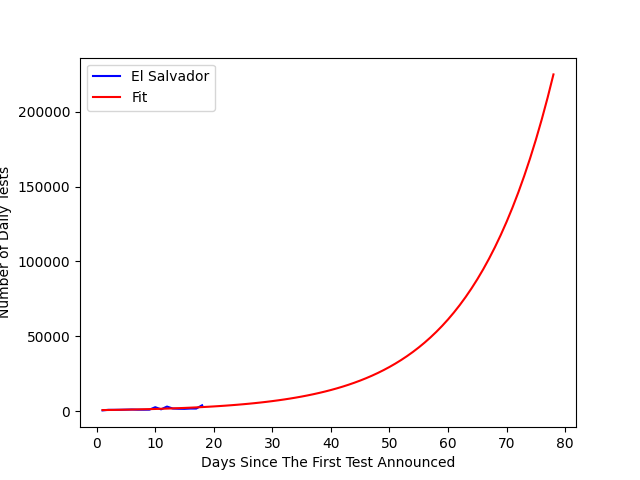 El Salvador
Fit
200000
150000
100000
50000
0
Number of Daily Tests
0 10 20 30 40 50 60 70 80
Days Since The First Test Announced